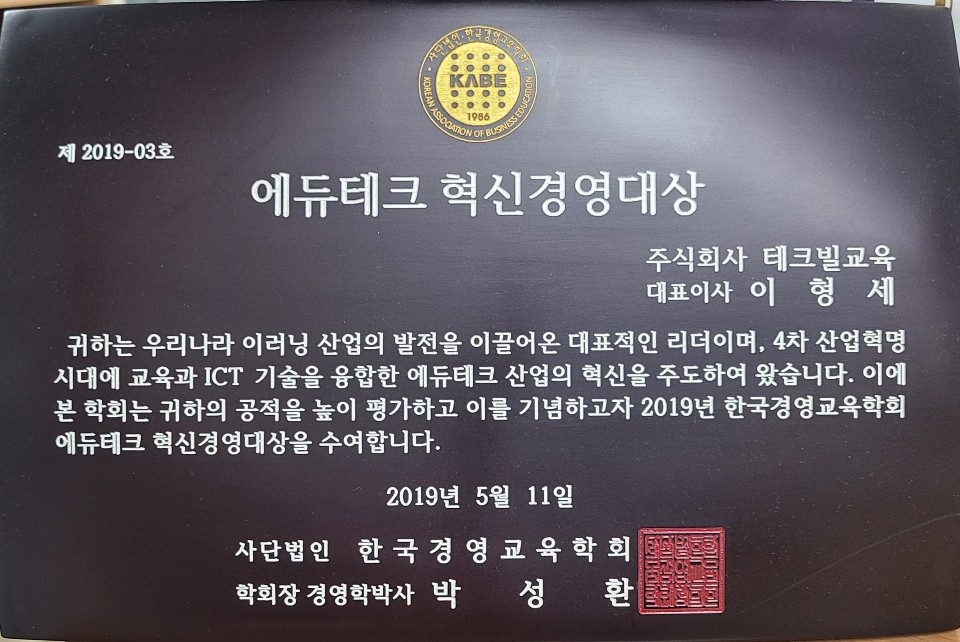 사단법인·한국경영교육학회
KABE
1986
KOREAN ASSOCIATION OF BUSINESS EDUCATION
제 2019-03호
에듀테크 혁신경영대상
주식회사 테크빌교육
대표이사 이 형 세
귀하는 우리나라 이러닝 산업의 발전을 이끌어온 대표적인 리더이며, 4차 산업혁명
시대에 교육과 ICT 기술을 융합한 에듀테크 산업의 혁신을 주도하여 왔습니다. 이에
본 학회는 귀하의 공적을 높이 평가하고 이를 기념하고자 2019년 한국경영교육학회
에듀테크 혁신경영대상을 수여합니다.
2019년 5월 11일
사단법인 한국경영교육학회
학회장 경영학박사 박 성 환